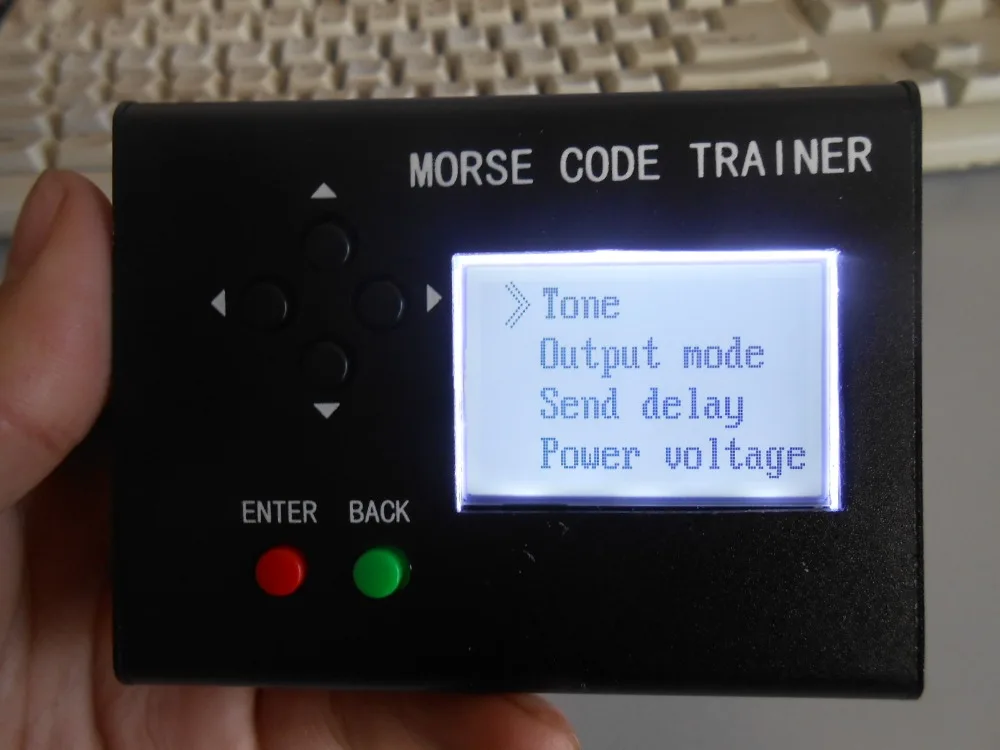 MORSE CODE TRAINER
Tone
Output mode
Send delay
Power voltage
ENTER BACK